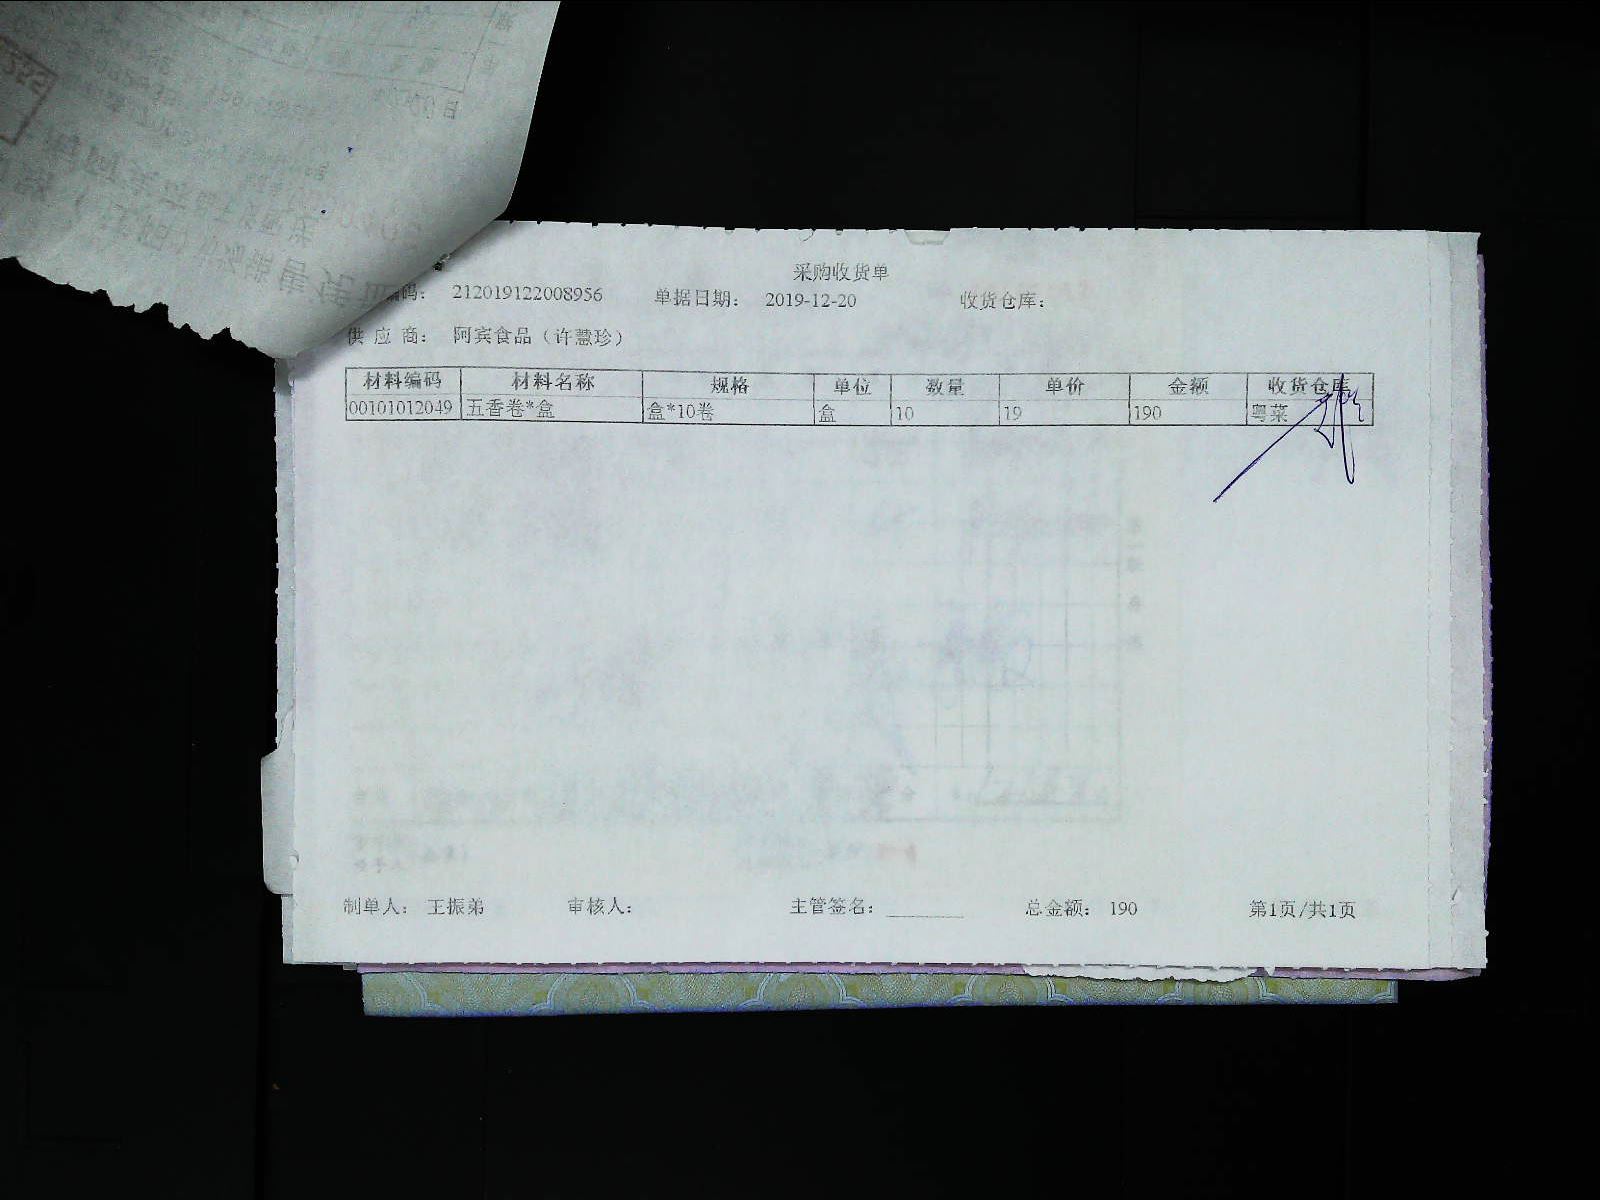 采购收货单
编码： 212019122008956 单据日期： 2019-12-20 收货仓库：
供 应 商： 阿宾食品（许慧珍）
材料编码 材料名称 规格 单位 数量 单价 金额 收货仓库
00101012049 五香卷*盒 盒*10卷 盒 10 19 190 粤菜
制单人： 王振弟 审核人： 主管签名： 总金额： 190 第1页/共1页